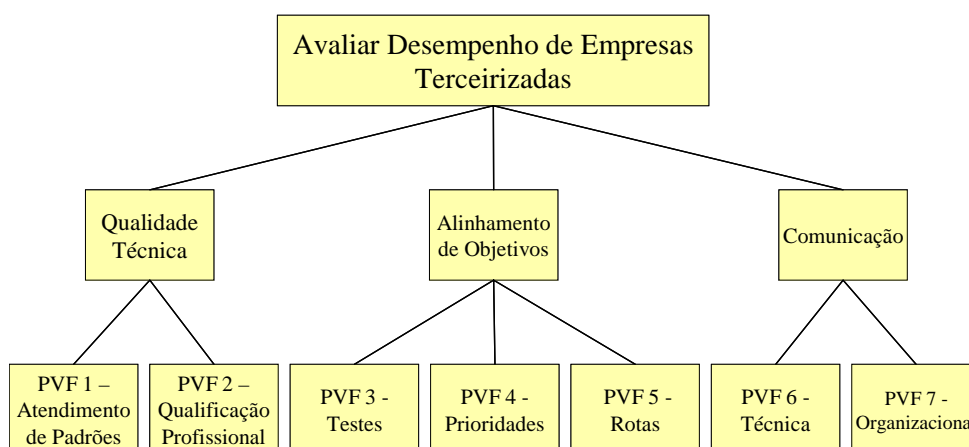 Avaliar Desempenho de Empresas
Terceirizadas
Qualidade
Técnica
Alinhamento
de Objetivos
Comunicação
PVF 1 –
Atendimento
de Padrões
PVF 2 –
Qualificação
Profissional
PVF 3 -
Testes
PVF 4 -
Prioridades
PVF 5 -
Rotas
PVF 6 -
Técnica
PVF 7 -
Organizaciona